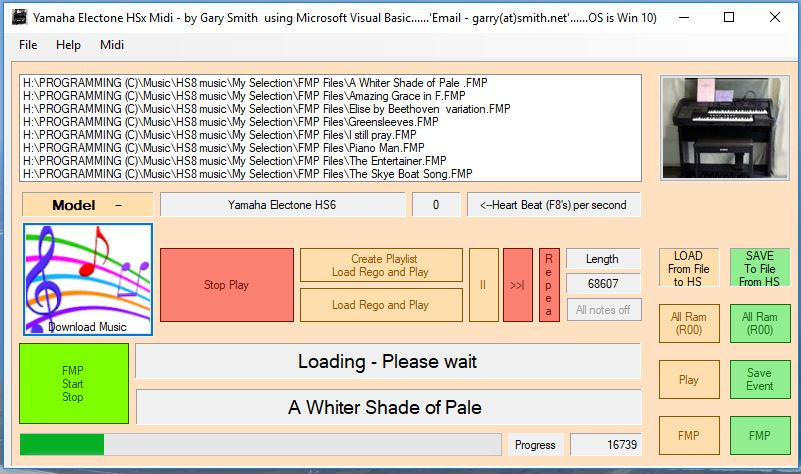 Yamaha Electone HSx Midi - by Gary Smith  using Microsoft Visual Basic......'Email - garry(at)smith.net'......OS is Win 10)
File Help Midi
H:\PROGRAMMING (C)\Music\HS8 music\My Selection\FMP Files\A Whiter Shade of Pale .FMP
H:\PROGRAMMING (C)\Music\HS8 music\My Selection\FMP Files\Amazing Grace in F.FMP
H:\PROGRAMMING (C)\Music\HS8 music\My Selection\FMP Files\Elise by Beethoven  variation.FMP
H:\PROGRAMMING (C)\Music\HS8 music\My Selection\FMP Files\Greensleeves.FMP
H:\PROGRAMMING (C)\Music\HS8 music\My Selection\FMP Files\I still pray.FMP
H:\PROGRAMMING (C)\Music\HS8 music\My Selection\FMP Files\Piano Man.FMP
H:\PROGRAMMING (C)\Music\HS8 music\My Selection\FMP Files\The Entertainer.FMP
H:\PROGRAMMING (C)\Music\HS8 music\My Selection\FMP Files\The Skye Boat Song.FMP
Model - Yamaha Electone HS6 0 <--Heart Beat (F8's) per second
Download Music
Stop Play
Create Playlist
Load Rego and Play
Load Rego and Play
II
>>|
R
e
p
e
a
Length
68607
All notes off
LOAD
From File
to HS
SAVE
To File
From HS
All Ram
(R00)
All Ram
(R00)
Play
Save
Event
FMP
FMP
FMP
Start
Stop
Loading - Please wait
A Whiter Shade of Pale
Progress 16739